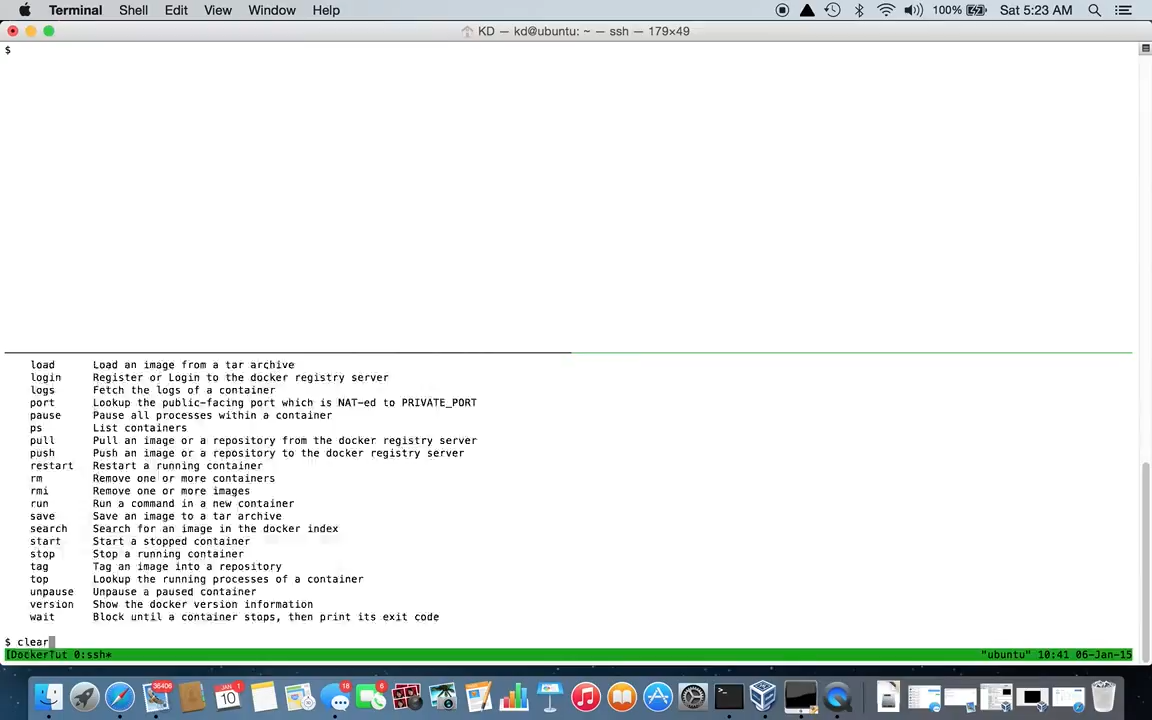 Terminal Shell Edit View Window Help 100% Sat 5:23 AM
KD — kd@ubuntu: ~ — ssh — 179×49
$
load Load an image from a tar archive
login Register or Login to the docker registry server
logs Fetch the logs of a container
port Lookup the public-facing port which is NAT-ed to PRIVATE_PORT
pause Pause all processes within a container
ps List containers
pull Pull an image or a repository from the docker registry server
push Push an image or a repository to the docker registry server
restart Restart a running container
rm Remove one or more containers
rmi Remove one or more images
run Run a command in a new container
save Save an image to a tar archive
search Search for an image in the docker index
start Start a stopped container
stop Stop a running container
tag Tag an image into a repository
top Lookup the running processes of a container
unpause Unpause a paused container
version Show the docker version information
wait Block until a container stops, then print its exit code
$ clear
[DockerTut 0:ssh* "ubuntu" 10:41 06-Jan-15
36406 JAN 1 10 18 6